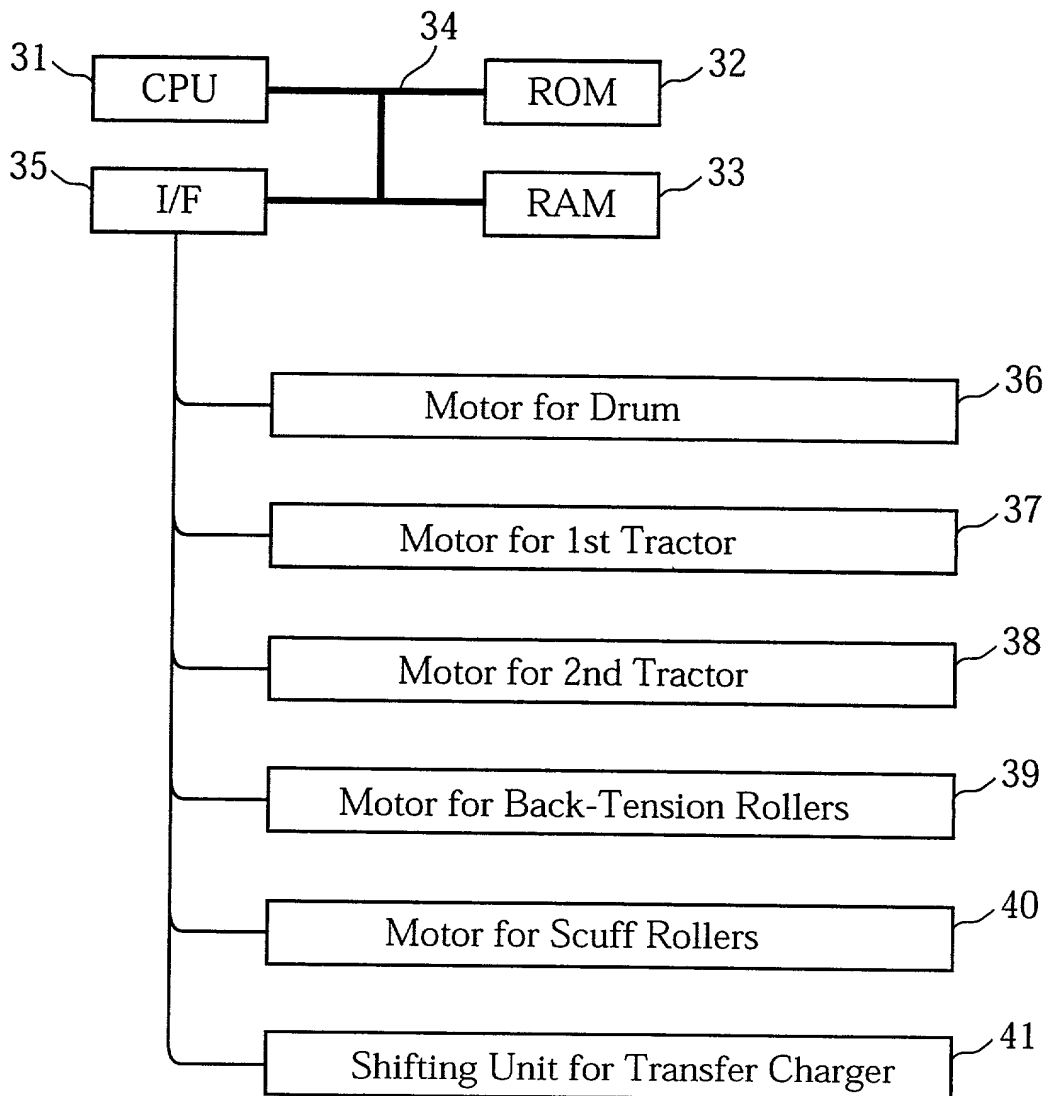 34
31 CPU ROM 32
35 I/F RAM 33
Motor for Drum 36
Motor for 1st Tractor 37
Motor for 2nd Tractor 38
Motor for Back-Tension Rollers 39
Motor for Scuff Rollers 40
Shifting Unit for Transfer Charger 41